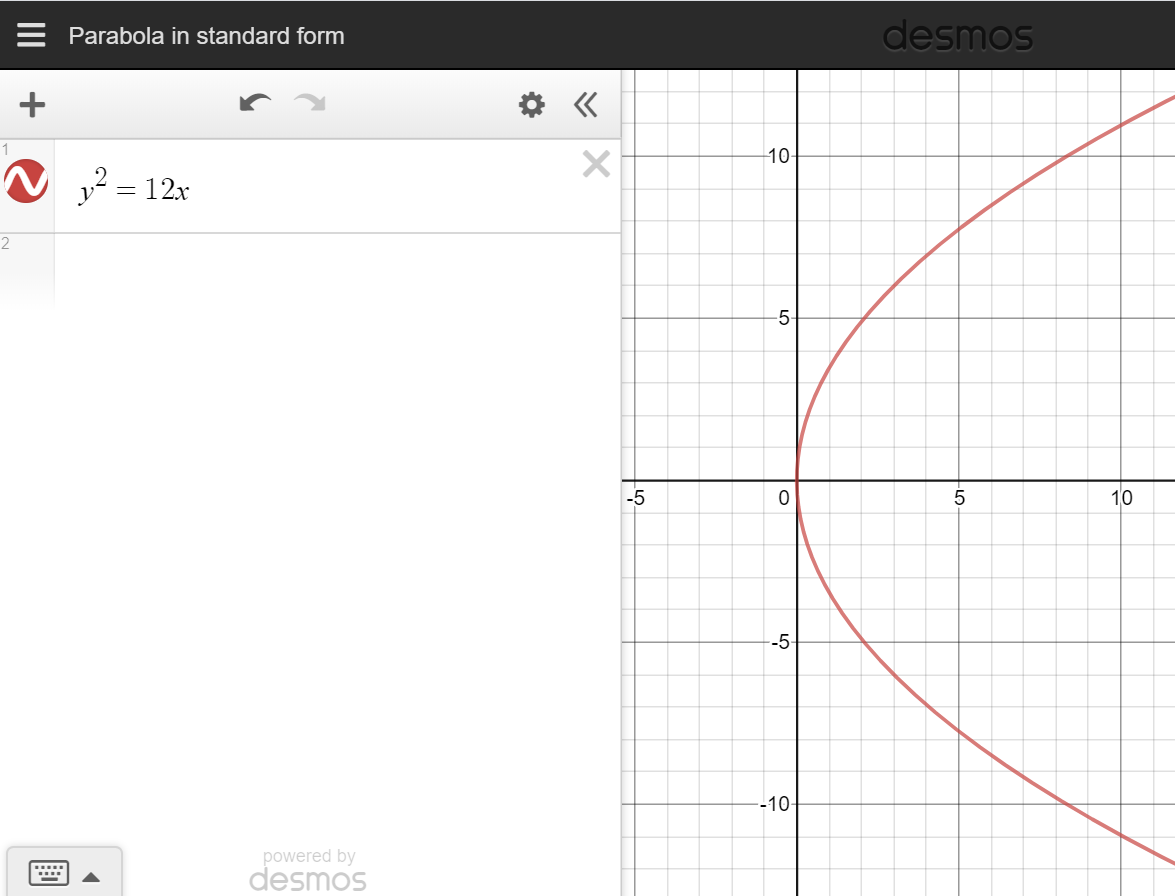 Parabola in standard form
desmos
1
y² = 12x
2
powered by
desmos
10
5
-5
0
5
10
-5
-10